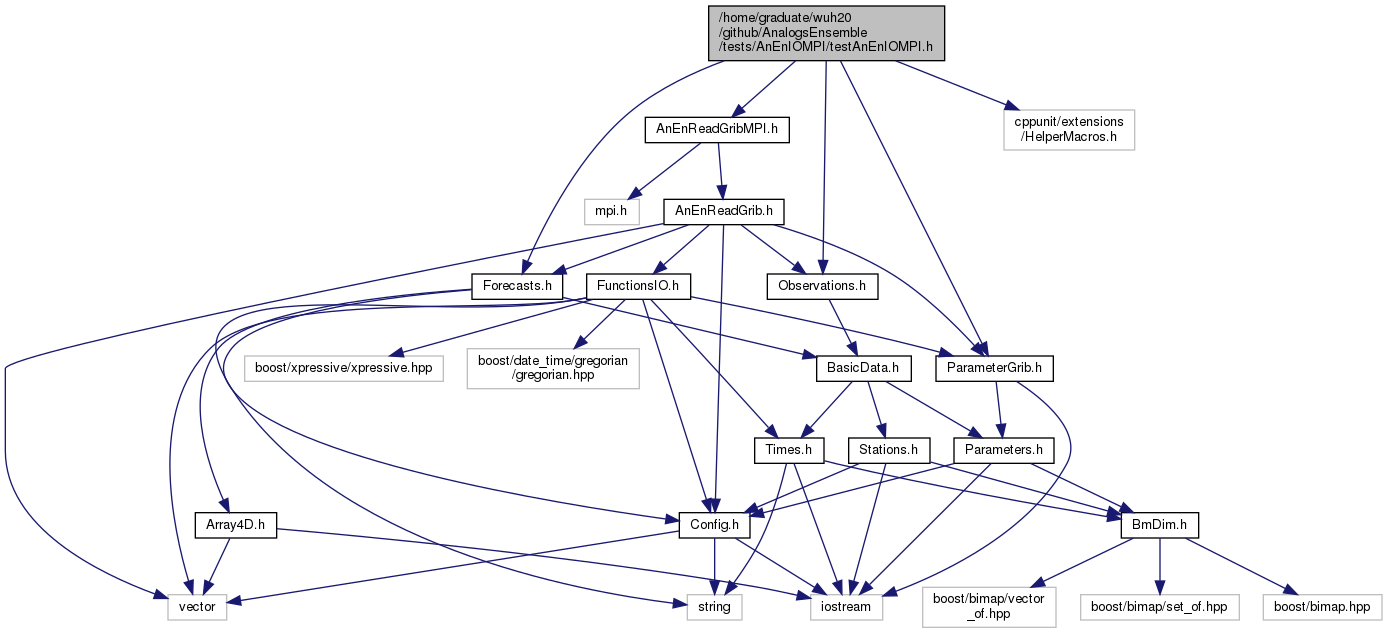 /home/graduate/wuh20
/github/AnalogsEnsemble
/tests/AnEnIOMPI/testAnEnIOMPI.h
AnEnReadGribMPI.h
cppunit/extensions
/HelperMacros.h
mpi.h
AnEnReadGrib.h
Forecasts.h
FunctionsIO.h
Observations.h
boost/xpressive/xpressive.hpp
boost/date_time/gregorian
/gregorian.hpp
BasicData.h
ParameterGrib.h
Times.h
Stations.h
Parameters.h
Array4D.h
Config.h
BmDim.h
vector
string
iostream
boost/bimap/vector
_of.hpp
boost/bimap/set_of.hpp
boost/bimap.hpp